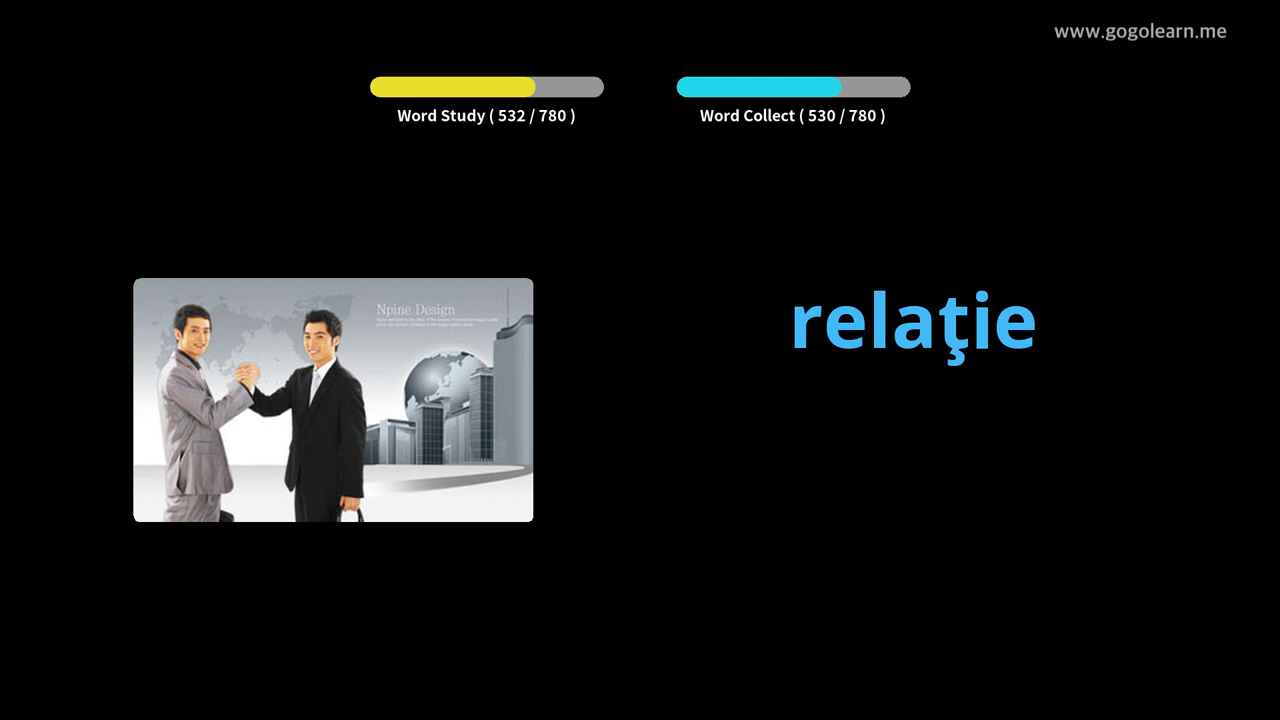 www.gogolearn.me
Word Study ( 532 / 780 )
Word Collect ( 530 / 780 )
Npine Design
relaţie